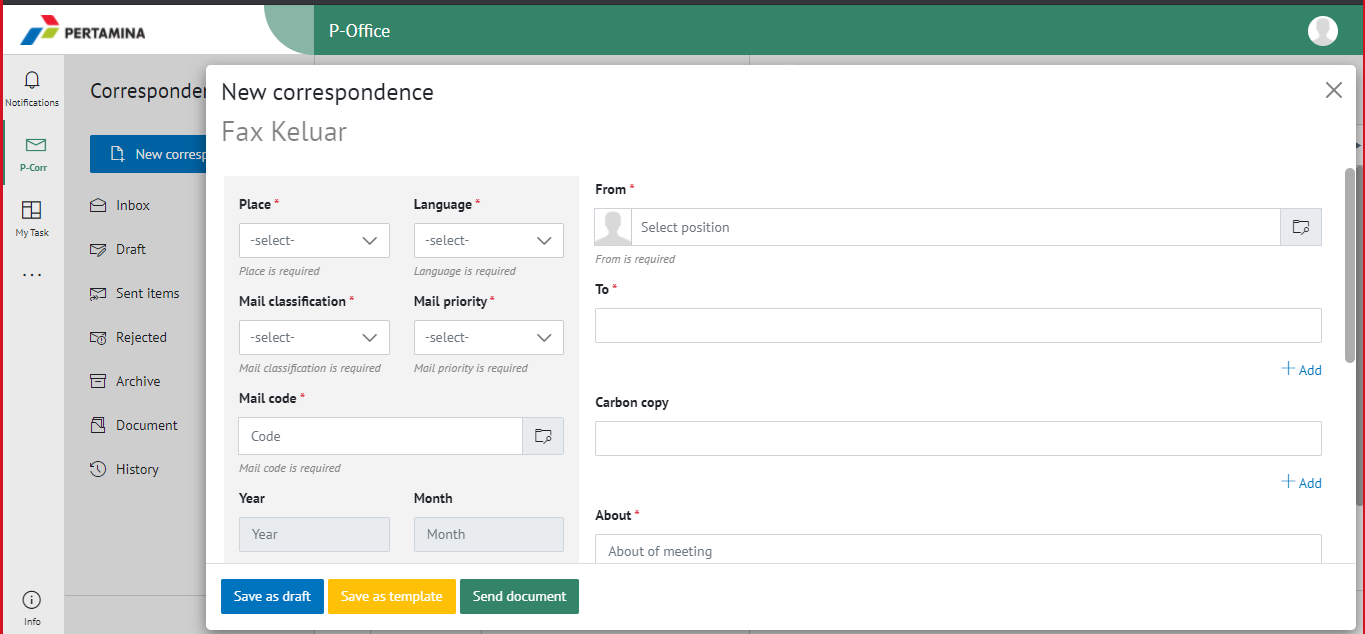 PERTAMINA
P-Office
Notifications
P-Corr
My Task
...
Info
Corresponder
New corresp
Inbox
Draft
Sent items
Rejected
Archive
Document
History
New correspondence
Fax Keluar
Place *
Language *
-select-
-select-
Place is required
Language is required
Mail classification *
Mail priority *
-select-
-select-
Mail classification is required
Mail priority is required
Mail code *
Code
Mail code is required
Year
Month
Year
Month
From *
Select position
From is required
To *
+ Add
Carbon copy
+ Add
About *
About of meeting
Save as draft
Save as template
Send document